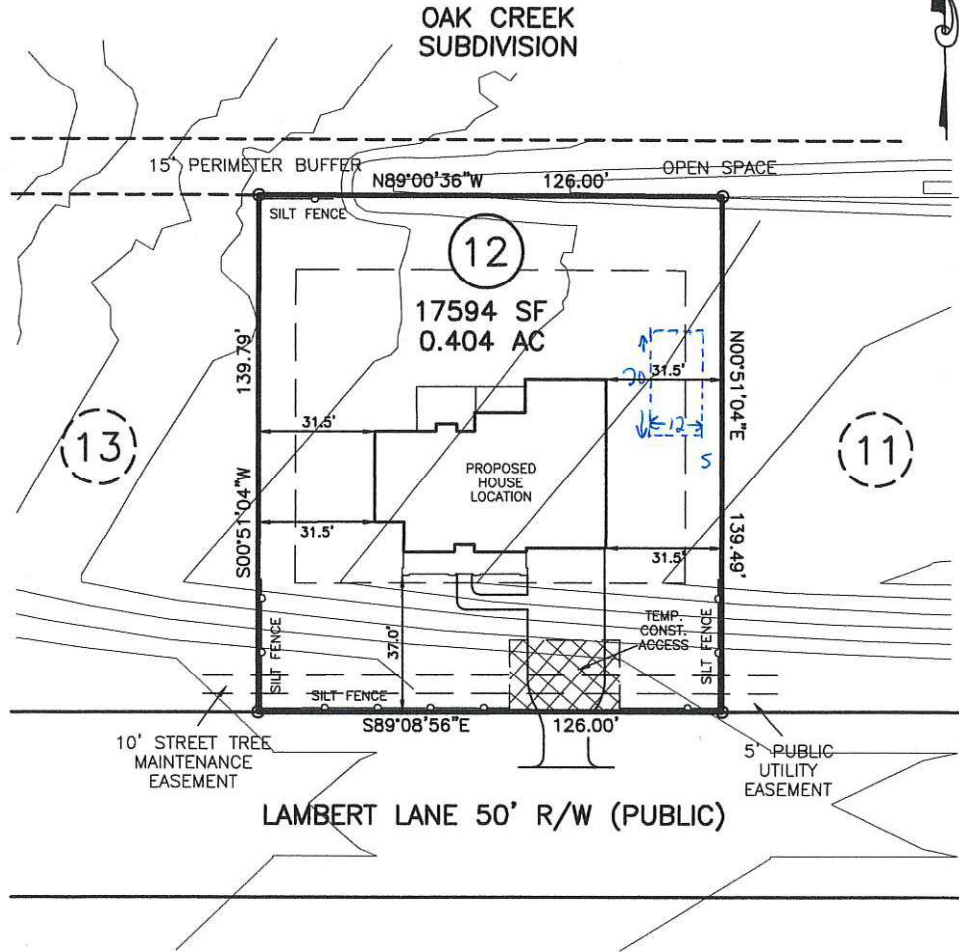 OAK CREEK
SUBDIVISION
15' PERIMETER BUFFER
OPEN SPACE
N89°00'36"W
126.00'
SILT FENCE
12
17594 SF
0.404 AC
139.79'
S00°51'04"W
N00°51'04"E
139.49'
13
11
31.5'
31.5'
31.5'
31.5'
12
5
PROPOSED
HOUSE
LOCATION
37.0'
TEMP.
CONST.
ACCESS
SILT FENCE
SILT FENCE
SILT FENCE
S89°08'56"E
126.00'
10' STREET TREE
MAINTENANCE
EASEMENT
5' PUBLIC
UTILITY
EASEMENT
LAMBERT LANE 50' R/W (PUBLIC)